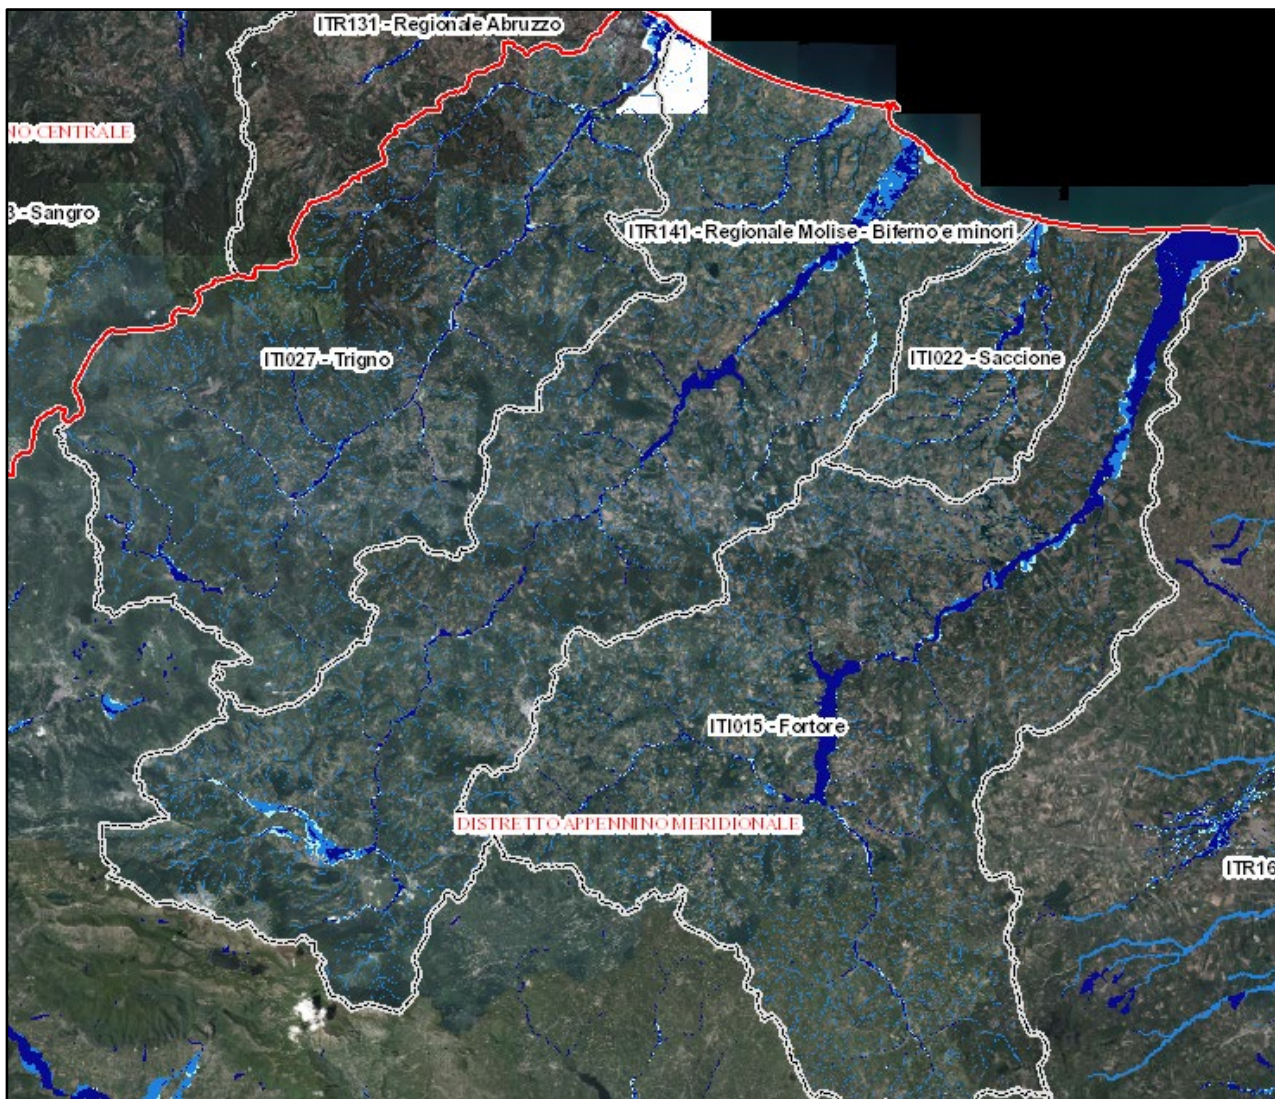 ITR131 - Regionale Abruzzo
NO CENTRALE
3 - Sangro
ITR141 - Regionale Molise - Biferno e minori
ITI027 - Trigno
ITI022 - Saccione
ITI015 - Fortore
DISTRETTO APPENNINO MERIDIONALE
ITR16